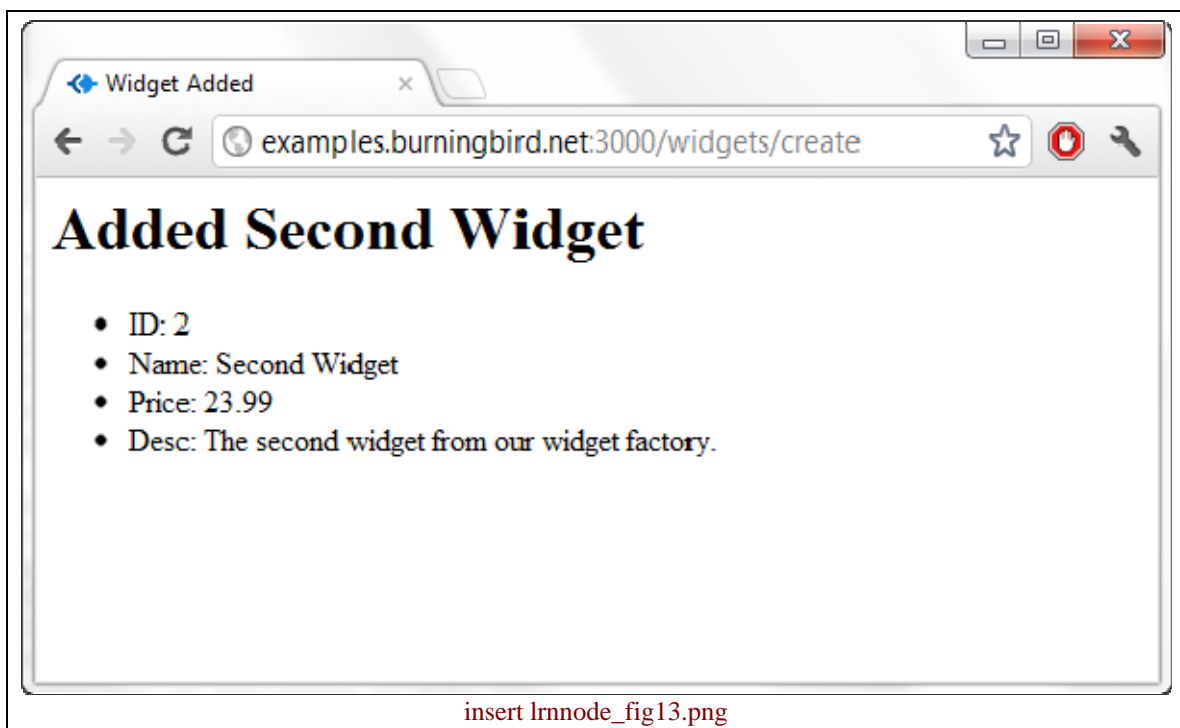 Widget Added
examples.burningbird.net:3000/widgets/create
Added Second Widget
ID: 2
Name: Second Widget
Price: 23.99
Desc: The second widget from our widget factory.
insert lrnnode_fig13.png